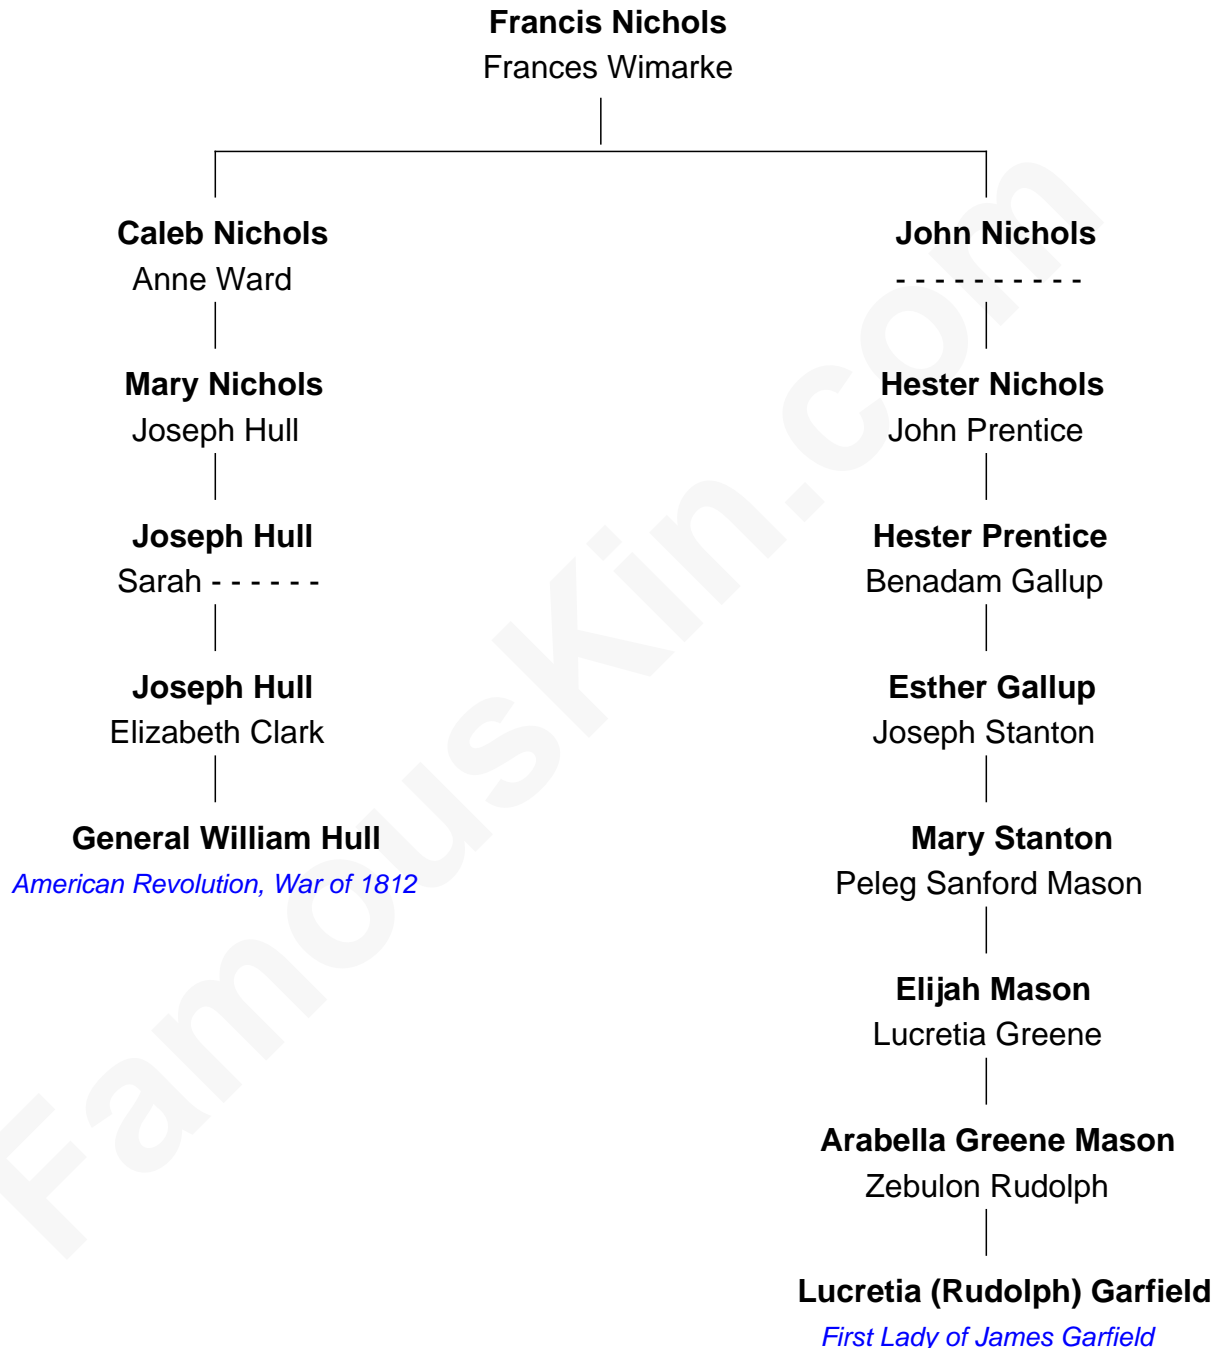 Francis Nichols
Frances Wimarke
Caleb Nichols
Anne Ward
John Nichols
- - - - - - - - - -
Mary Nichols
Joseph Hull
Hester Nichols
John Prentice
Joseph Hull
Sarah - - - - - -
Hester Prentice
Benadam Gallup
Joseph Hull
Elizabeth Clark
Esther Gallup
Joseph Stanton
General William Hull
American Revolution, War of 1812
Mary Stanton
Peleg Sanford Mason
Elijah Mason
Lucretia Greene
Arabella Greene Mason
Zebulon Rudolph
Lucretia (Rudolph) Garfield
First Lady of James Garfield
FamousKin.com